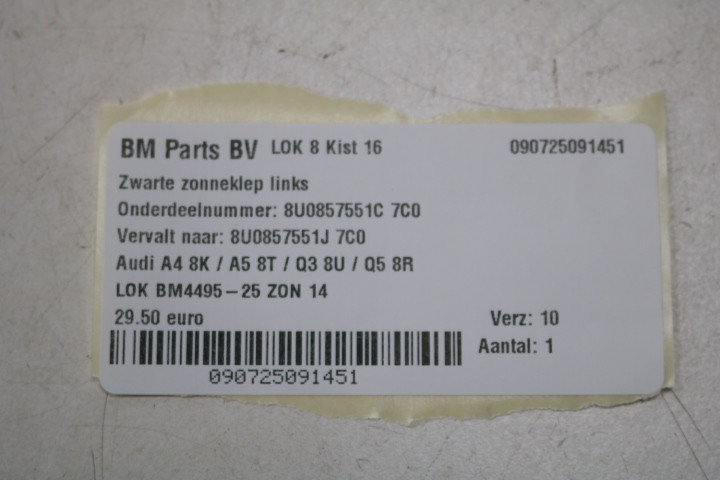 BM Parts BV LOK 8 Kist 16 090725091451
Zwarte zonneklep links
Onderdeelnummer: 8U0857551C 7C0
Vervalt naar: 8U0857551J 7C0
Audi A4 8K / A5 8T / Q3 8U / Q5 8R
LOK BM4495-25 ZON 14
29.50 euro Verz: 10
Aantal: 1
090725091451